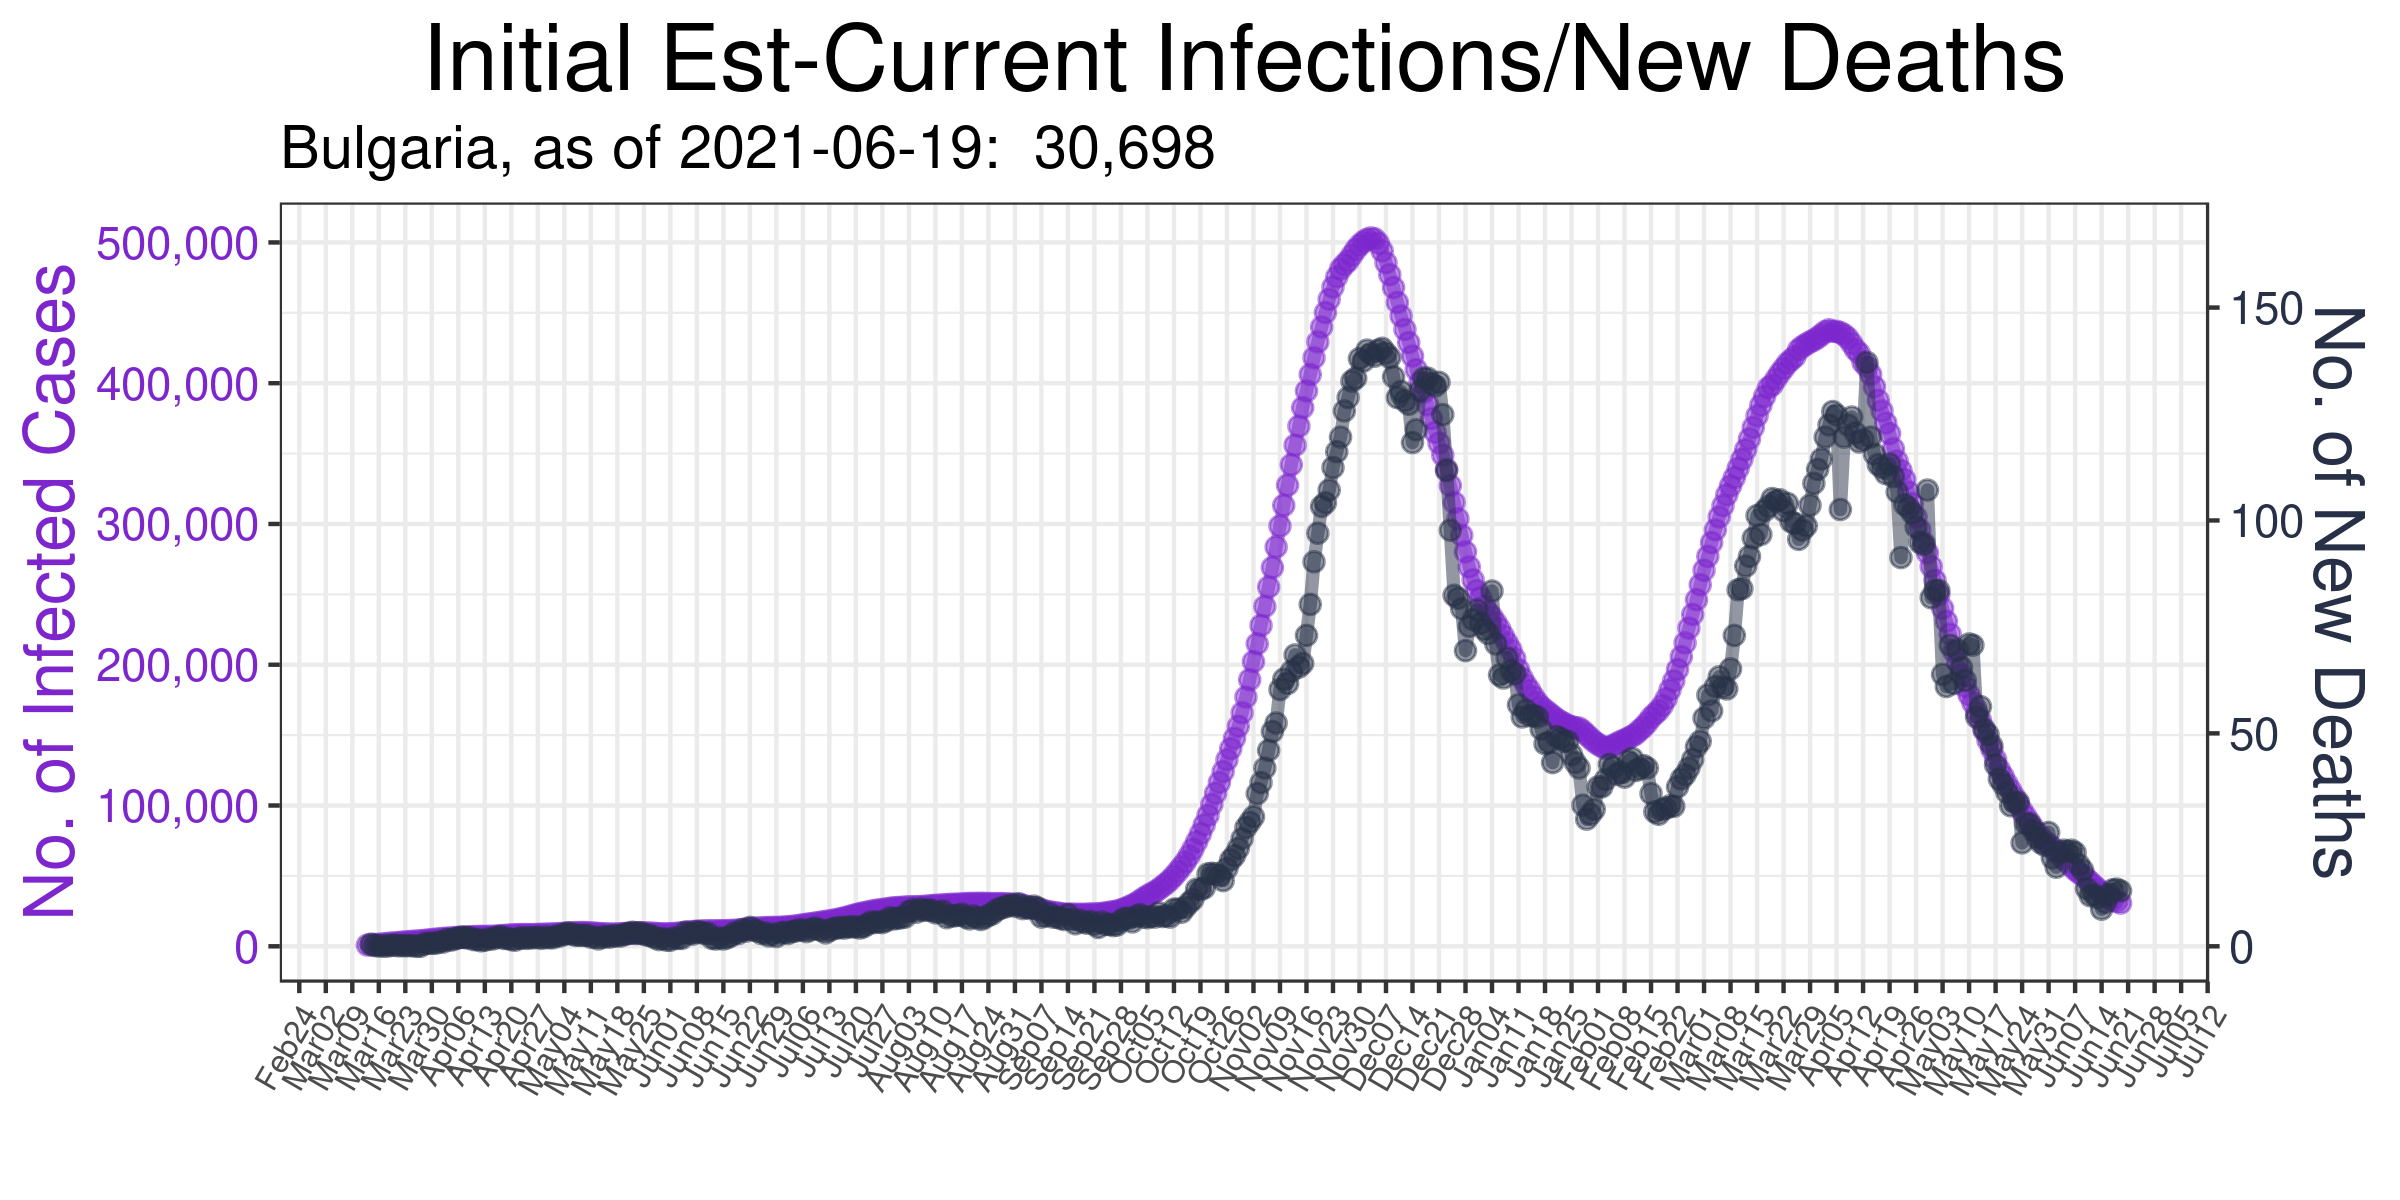 Initial Est-Current Infections/New Deaths
Bulgaria, as of 2021-06-19:  30,698
No. of Infected Cases
500,000
400,000
300,000
200,000
100,000
0
150
100
50
0
No. of New Deaths
Feb24
Mar02
Mar09
Mar16
Mar23
Mar30
Apr06
Apr13
Apr20
Apr27
May04
May11
May18
May25
Jun01
Jun08
Jun15
Jun22
Jun29
Jul06
Jul13
Jul20
Jul27
Aug03
Aug10
Aug17
Aug24
Aug31
Sep07
Sep14
Sep21
Sep28
Oct05
Oct12
Oct19
Oct26
Nov02
Nov09
Nov16
Nov23
Nov30
Dec07
Dec14
Dec21
Dec28
Jan04
Jan11
Jan18
Jan25
Feb01
Feb08
Feb15
Feb22
Mar01
Mar08
Mar15
Mar22
Mar29
Apr05
Apr12
Apr19
Apr26
May03
May10
May17
May24
May31
Jun07
Jun14
Jun21
Jun28
Jul05
Jul12